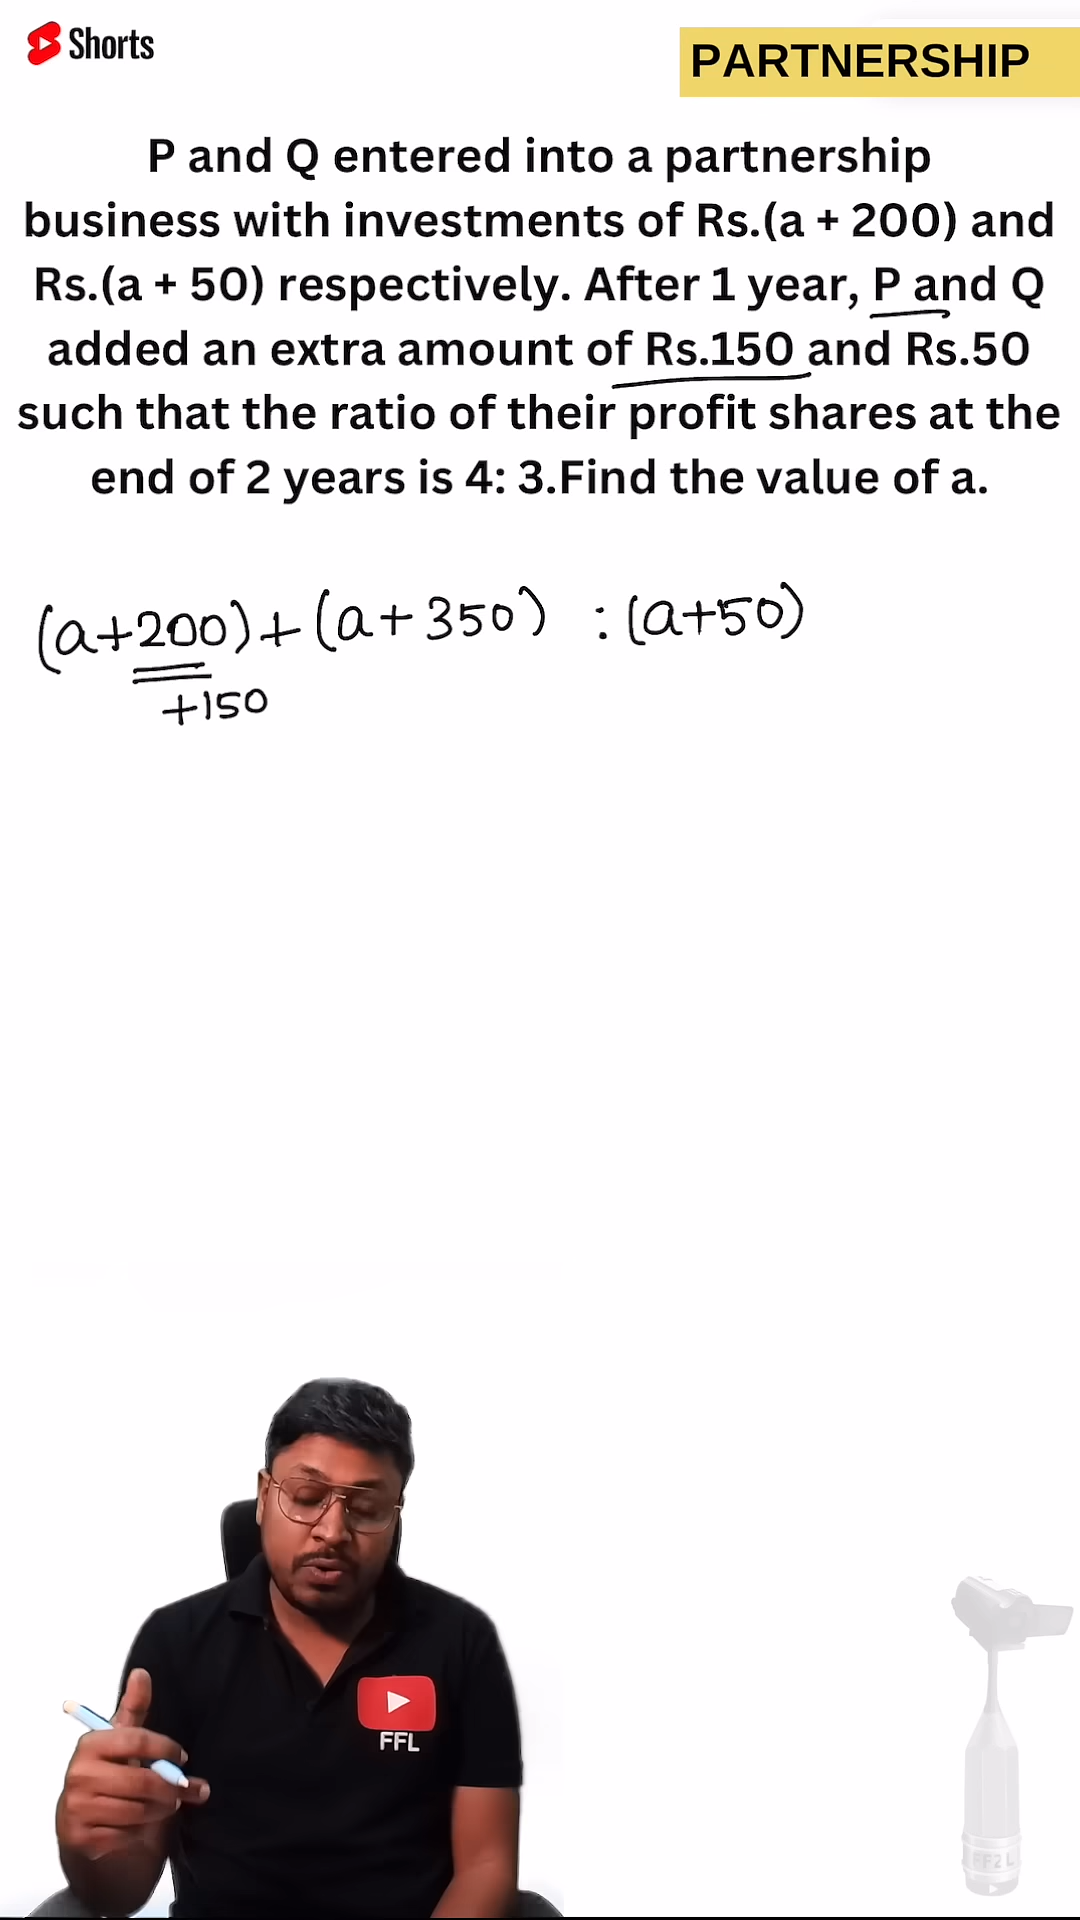 Shorts
PARTNERSHIP
P and Q entered into a partnership
business with investments of Rs.(a + 200) and
Rs.(a + 50) respectively. After 1 year, P and Q
added an extra amount of Rs.150 and Rs.50
such that the ratio of their profit shares at the
end of 2 years is 4: 3.Find the value of a.
(a+200)+(a+350) :(a+50)
+150
FFL
FF2L